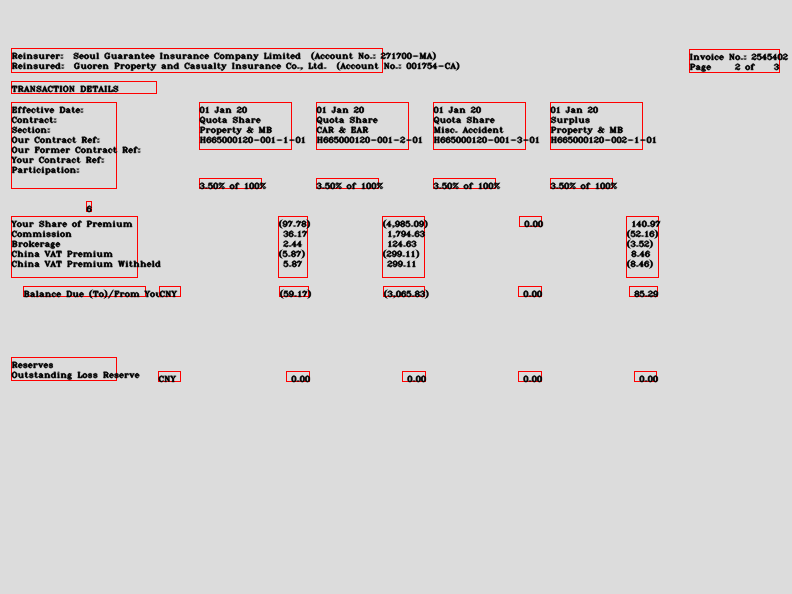 Reinsurer: Seoul Guarantee Insurance Company Limited (Account No.: 271700-MA) Invoice No.: 2545402
Reinsured: Guoren Property and Casualty Insurance Co., Ltd. (Account No.: 001754-CA) Page 2 of 3
TRANSACTION DETAILS
Effective Date: 01 Jan 20 01 Jan 20 01 Jan 20 01 Jan 20
Contract: Quota Share Quota Share Quota Share Surplus
Section: Property & MB CAR & EAR Misc. Accident Property & MB
Our Contract Ref: H665000120-001-1-01 H665000120-001-2-01 H665000120-001-3-01 H665000120-002-1-01
Our Former Contract Ref:
Your Contract Ref:
Participation:
3.50% of 100% 3.50% of 100% 3.50% of 100% 3.50% of 100%
Your Share of Premium (97.78) (4,985.09) 0.00 140.97
Commission 36.17 1,794.63 (52.16)
Brokerage 2.44 124.63 (3.52)
China VAT Premium (5.87) (299.11) 8.46
China VAT Premium Withheld 5.87 299.11 (8.46)
Balance Due (To)/From You CNY (59.17) (3,065.83) 0.00 85.29
Reserves
Outstanding Loss Reserve CNY 0.00 0.00 0.00 0.00